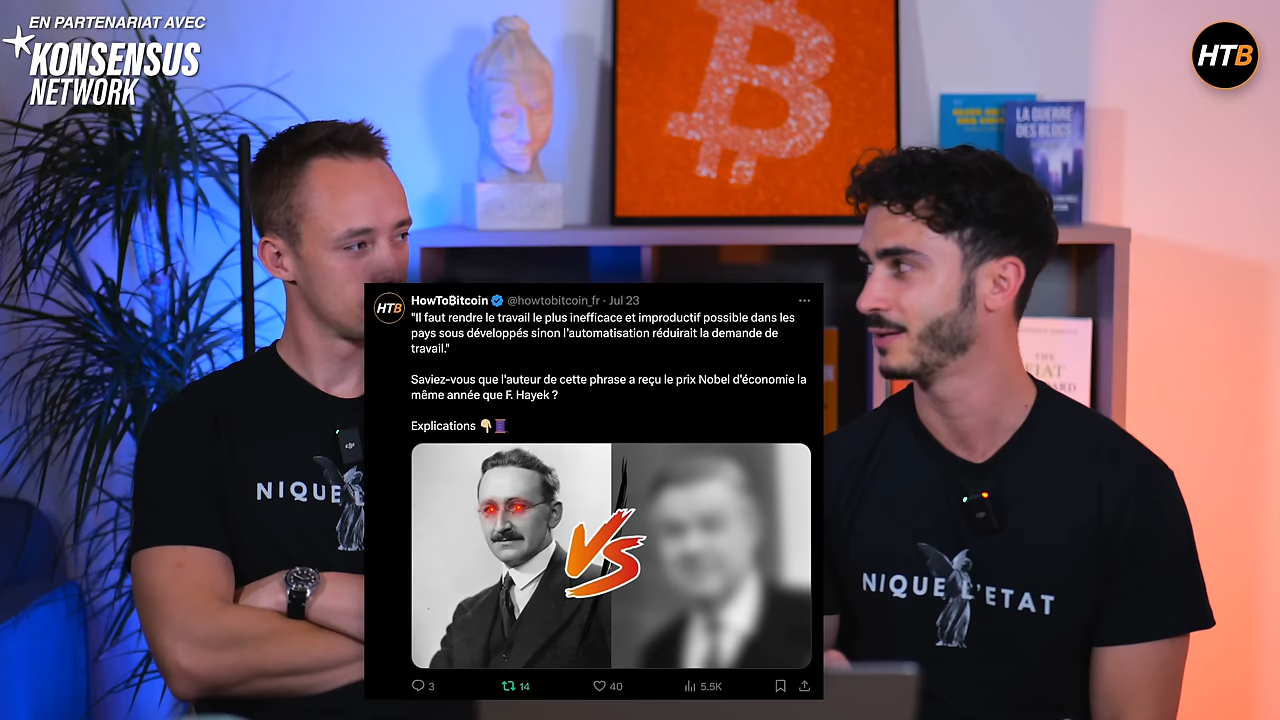 EN PARTENARIAT AVEC
KONSENSUS
NETWORK
HTB
LA GUERRE
DES BLOCS
THE
FIAT
HTB
HowToBitcoin @howtobitcoin_fr · Jul 23
"Il faut rendre le travail le plus inefficace et improductif possible dans les
pays sous développés sinon l'automatisation réduirait la demande de
travail."
Saviez-vous que l'auteur de cette phrase a reçu le prix Nobel d'économie la
même année que F. Hayek ?
Explications
VS
3 14 40 5.5K
NIQUE
NIQUE L'ETAT